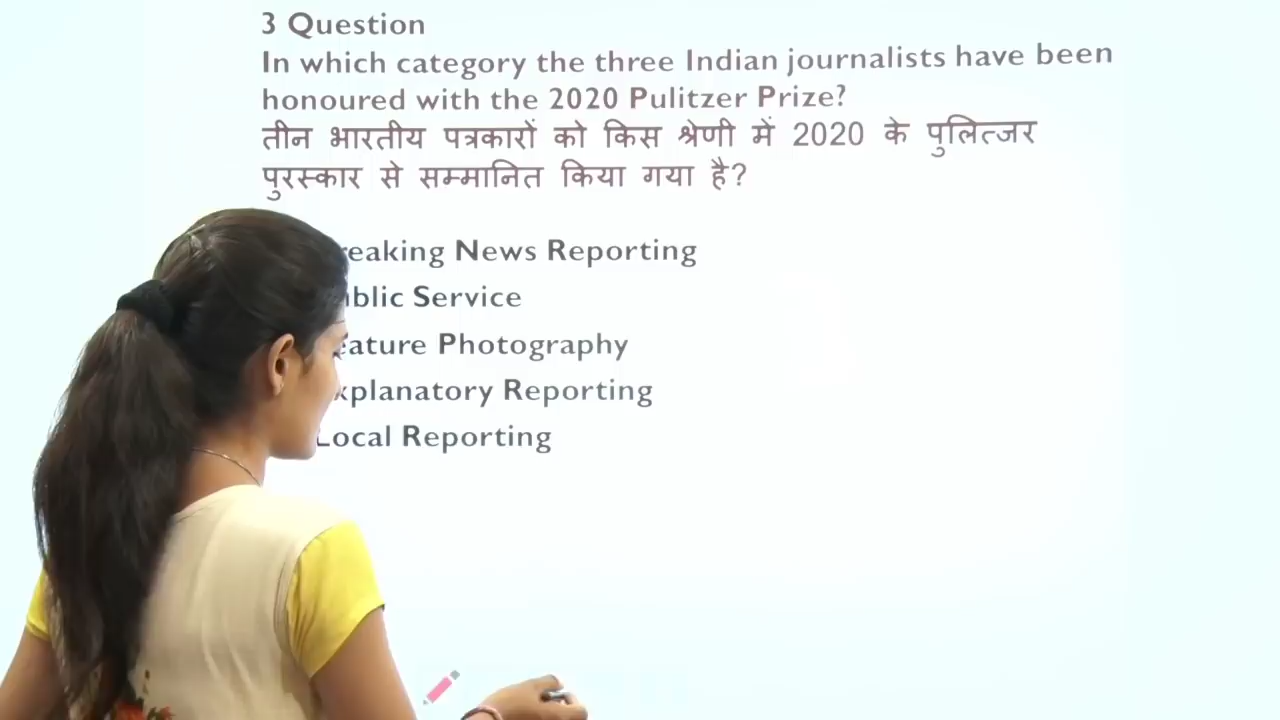 3 Question
In which category the three Indian journalists have been
honoured with the 2020 Pulitzer Prize?
तीन भारतीय पत्रकारों को किस श्रेणी में 2020 के पुलित्जर
पुरस्कार से सम्मानित किया गया है?
News Reporting
Service
Photography
Reporting
Local Reporting